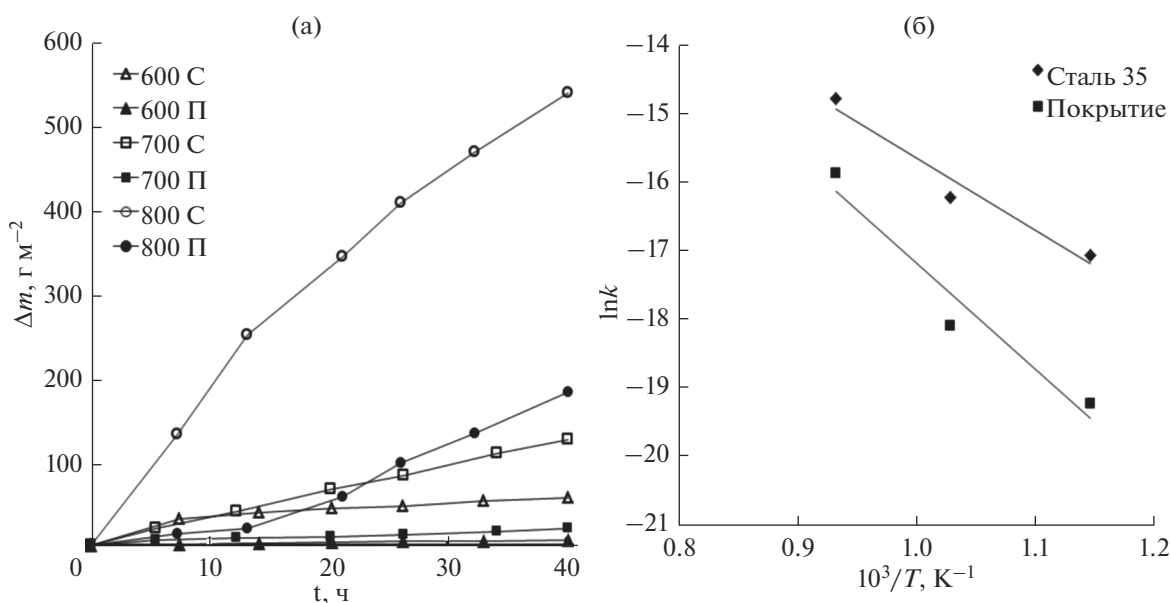 (а)
Δm, г м⁻²
600
500
400
300
200
100
0
10
20
30
40
t, ч
600 С
600 П
700 С
700 П
800 С
800 П
(б)
lnk
−14
−15
−16
−17
−18
−19
−20
−21
0.8
0.9
1.0
1.1
1.2
10³/T, K⁻¹
Сталь 35
Покрытие